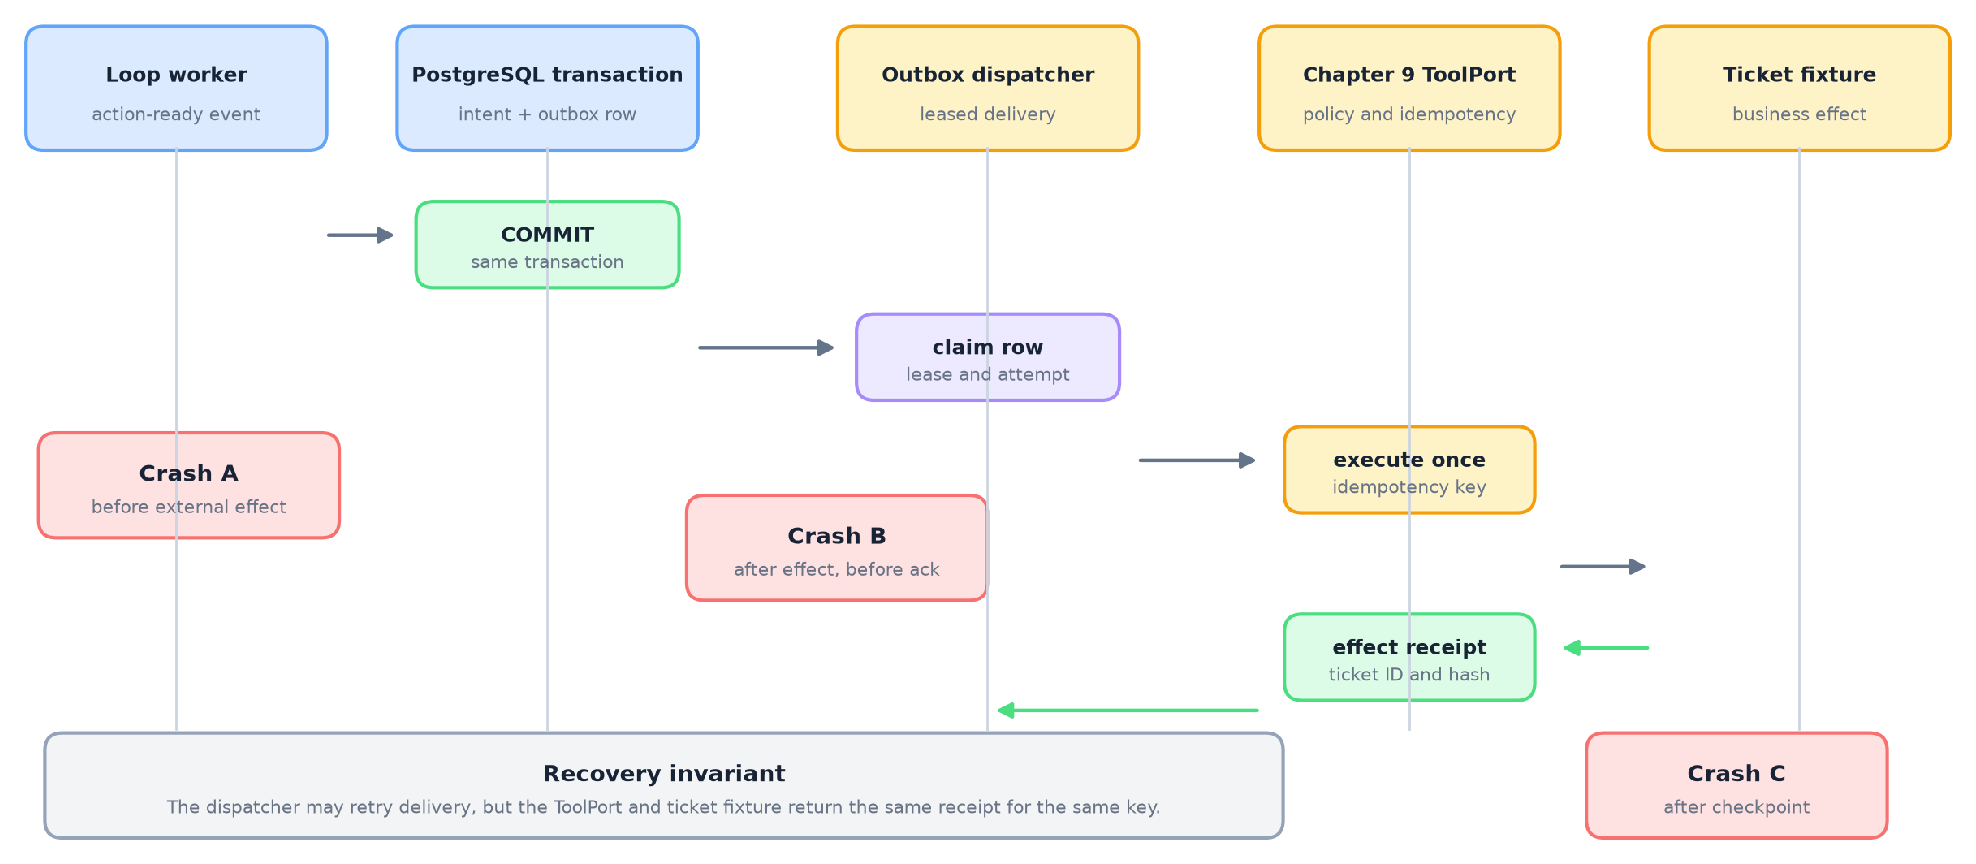 Loop worker
action-ready event
PostgreSQL transaction
intent + outbox row
Outbox dispatcher
leased delivery
Chapter 9 ToolPort
policy and idempotency
Ticket fixture
business effect
COMMIT
same transaction
claim row
lease and attempt
Crash A
before external effect
execute once
idempotency key
Crash B
after effect, before ack
effect receipt
ticket ID and hash
Recovery invariant
The dispatcher may retry delivery, but the ToolPort and ticket fixture return the same receipt for the same key.
Crash C
after checkpoint